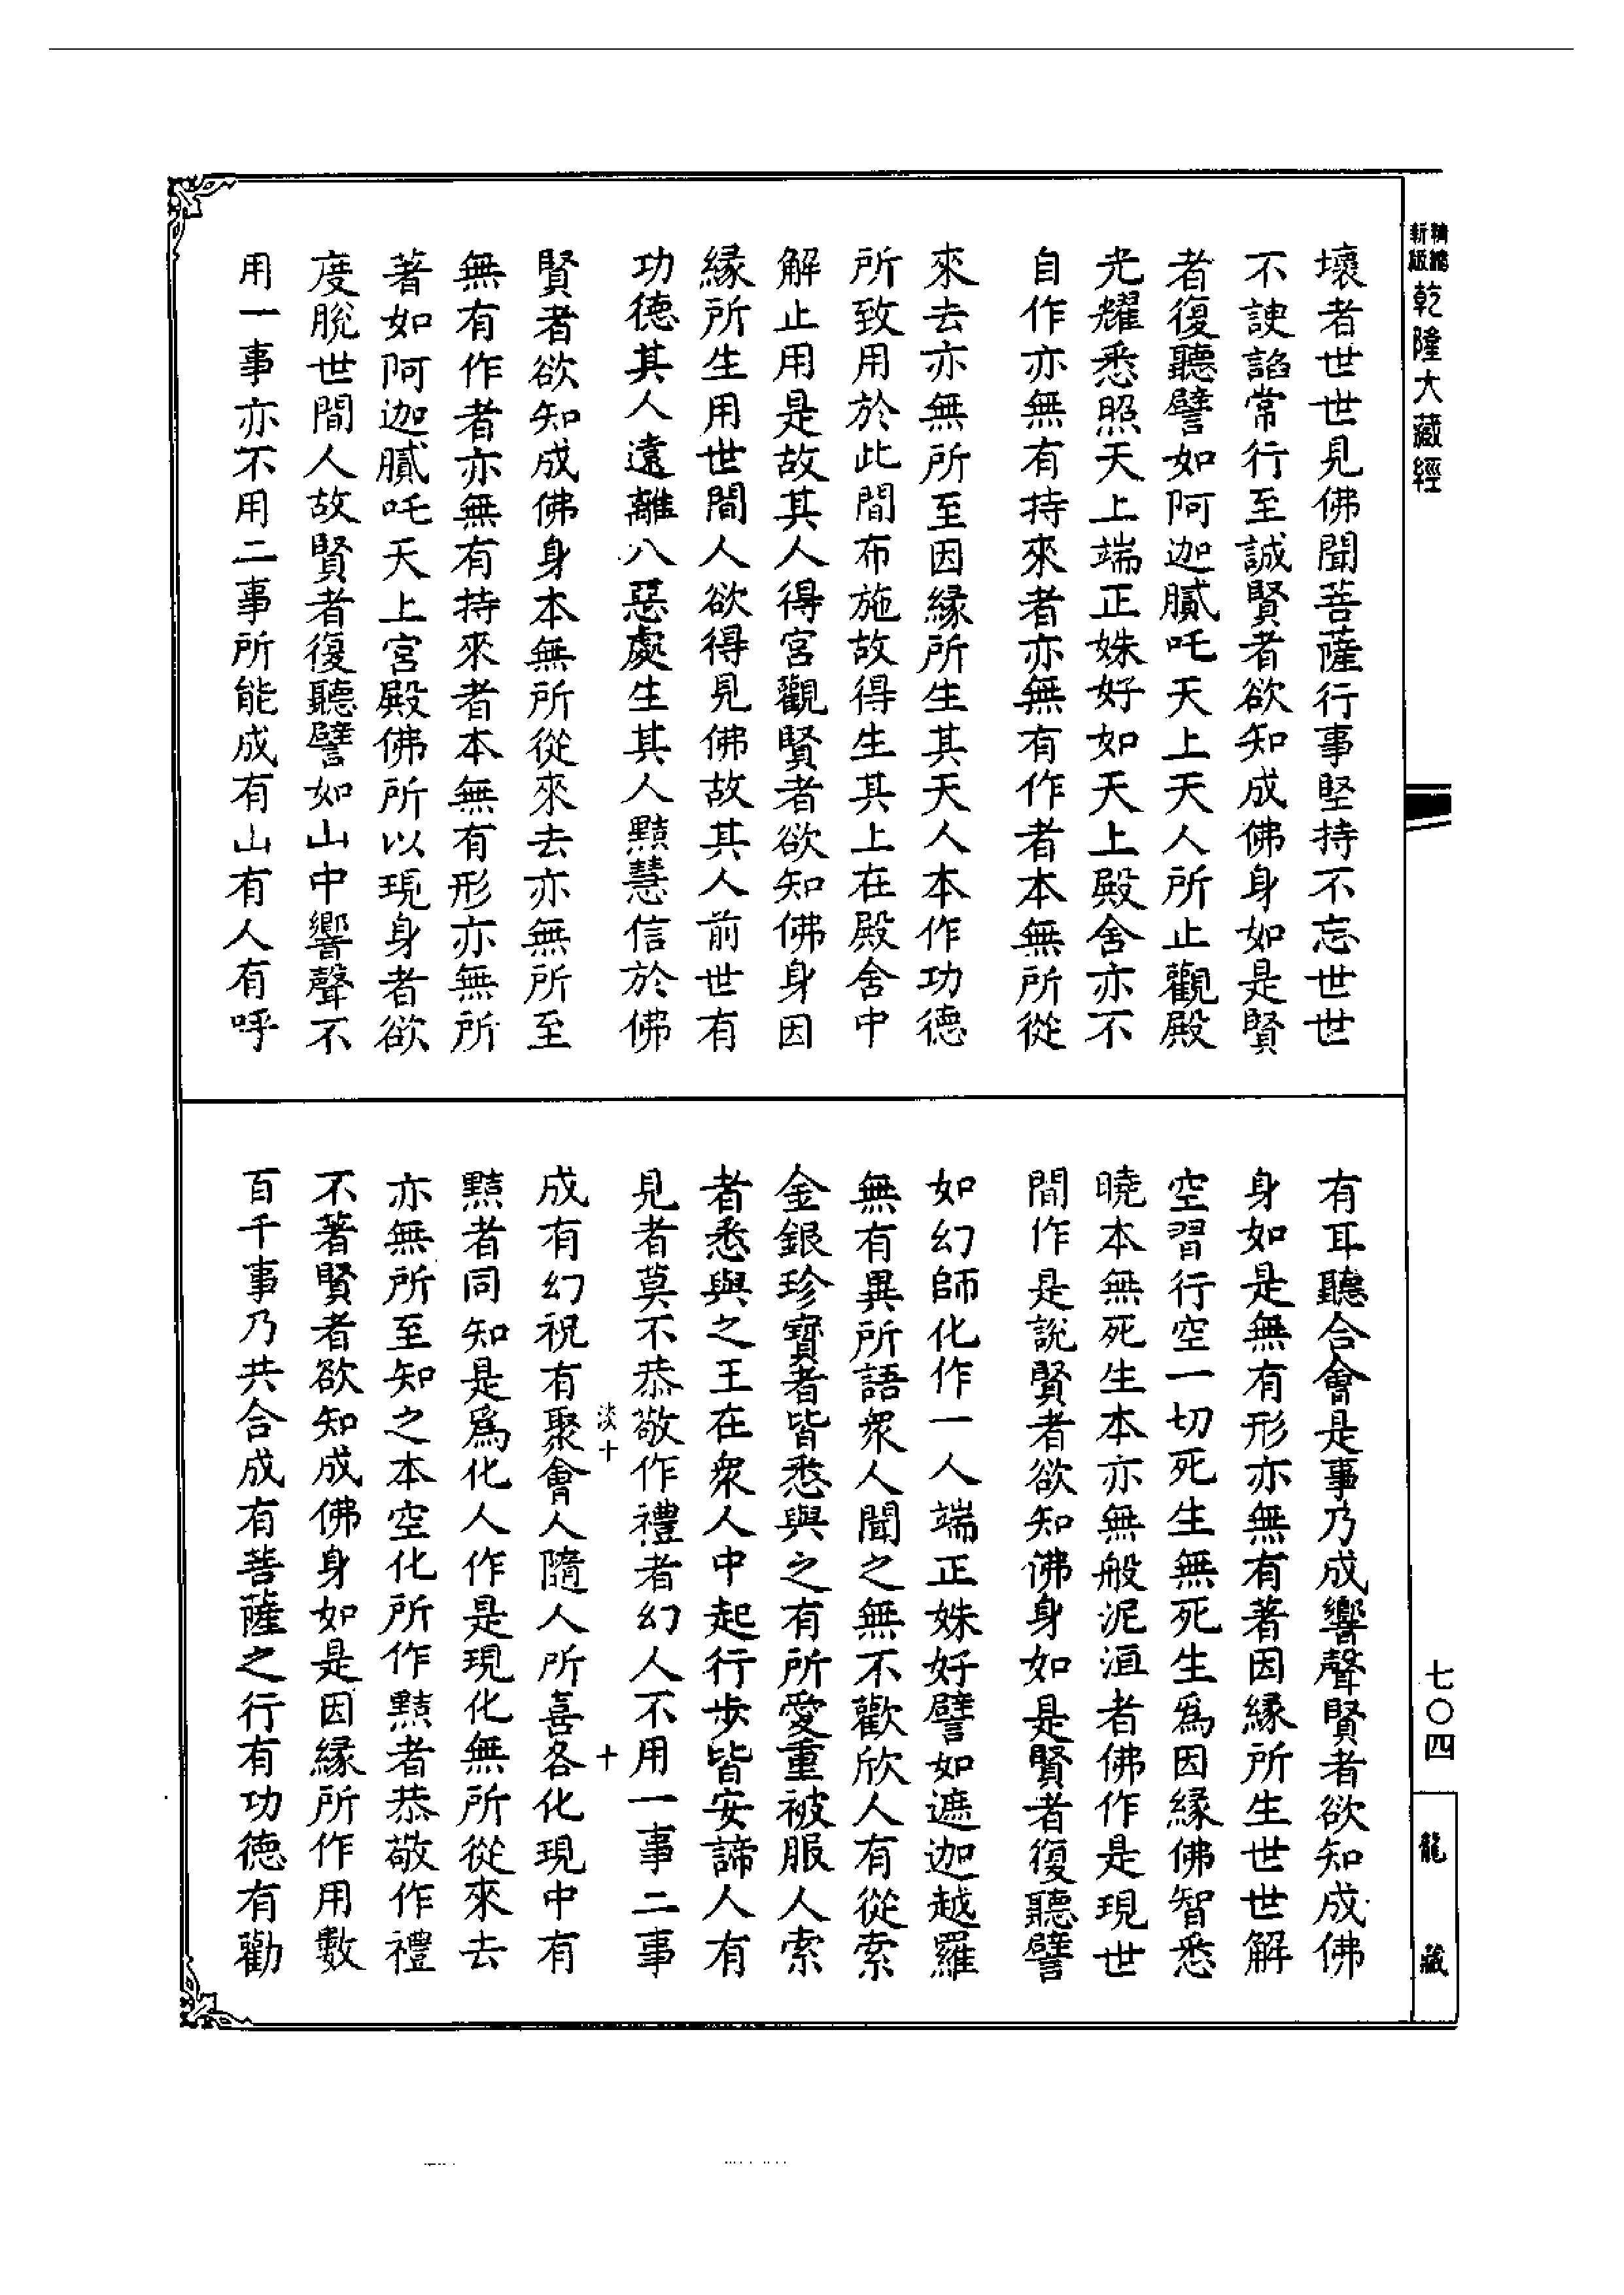 精縮
新版
乾隆大藏經
壞者世世見佛聞菩薩行事堅持不忘世世
不諛諂常行至誠賢者欲知成佛身如是賢
者復聽譬如阿迦膩吒天上天人所止觀殿
光耀悉照天上端正姝好如天上殿舍亦不
自作亦無有持來者亦無有作者本無所從
來去亦無所至因緣所生其天人本作功德
所致用於此間布施故得生其上在殿舍中
解止用是故其人得宮觀賢者欲知佛身因
緣所生用世間人欲得見佛故其人前世有
功德其人遠離八惡處生其人黠慧信於佛
賢者欲知成佛身本無所從來去亦無所至
無有作者亦無有持來者本無有形亦無所
著如阿迦膩吒天上宮殿佛所以現身者欲
度脫世間人故賢者復聽譬如山中響聲不
用一事亦不用二事所能成有山有人有呼
有耳聽合會是事乃成響聲賢者欲知成佛
身如是無有形亦無有著因緣所生世世解
空習行空一切死生無死生為因緣佛智悉
曉本無死生本亦無般泥洹者佛作是現世
間作是說賢者欲知佛身如是賢者復聽譬
如幻師化作一人端正姝好譬如遮迦越羅
無有異所語眾人聞之無不歡欣人有從索
金銀珍寶者皆悉與之有所愛重被服人索
者悉與之王在眾人中起行步皆安諦人有
見者莫不恭敬作禮者幻人不用一事二事
淡十
十
成有幻祝有聚會人隨人所喜各化現中有
黠者同知是為化人作是現化無所從來去
亦無所至知之本空化所作黠者恭敬作禮
不著賢者欲知成佛身如是因緣所作用數
百千事乃共合成有菩薩之行有功德有勸
七〇四
龍藏